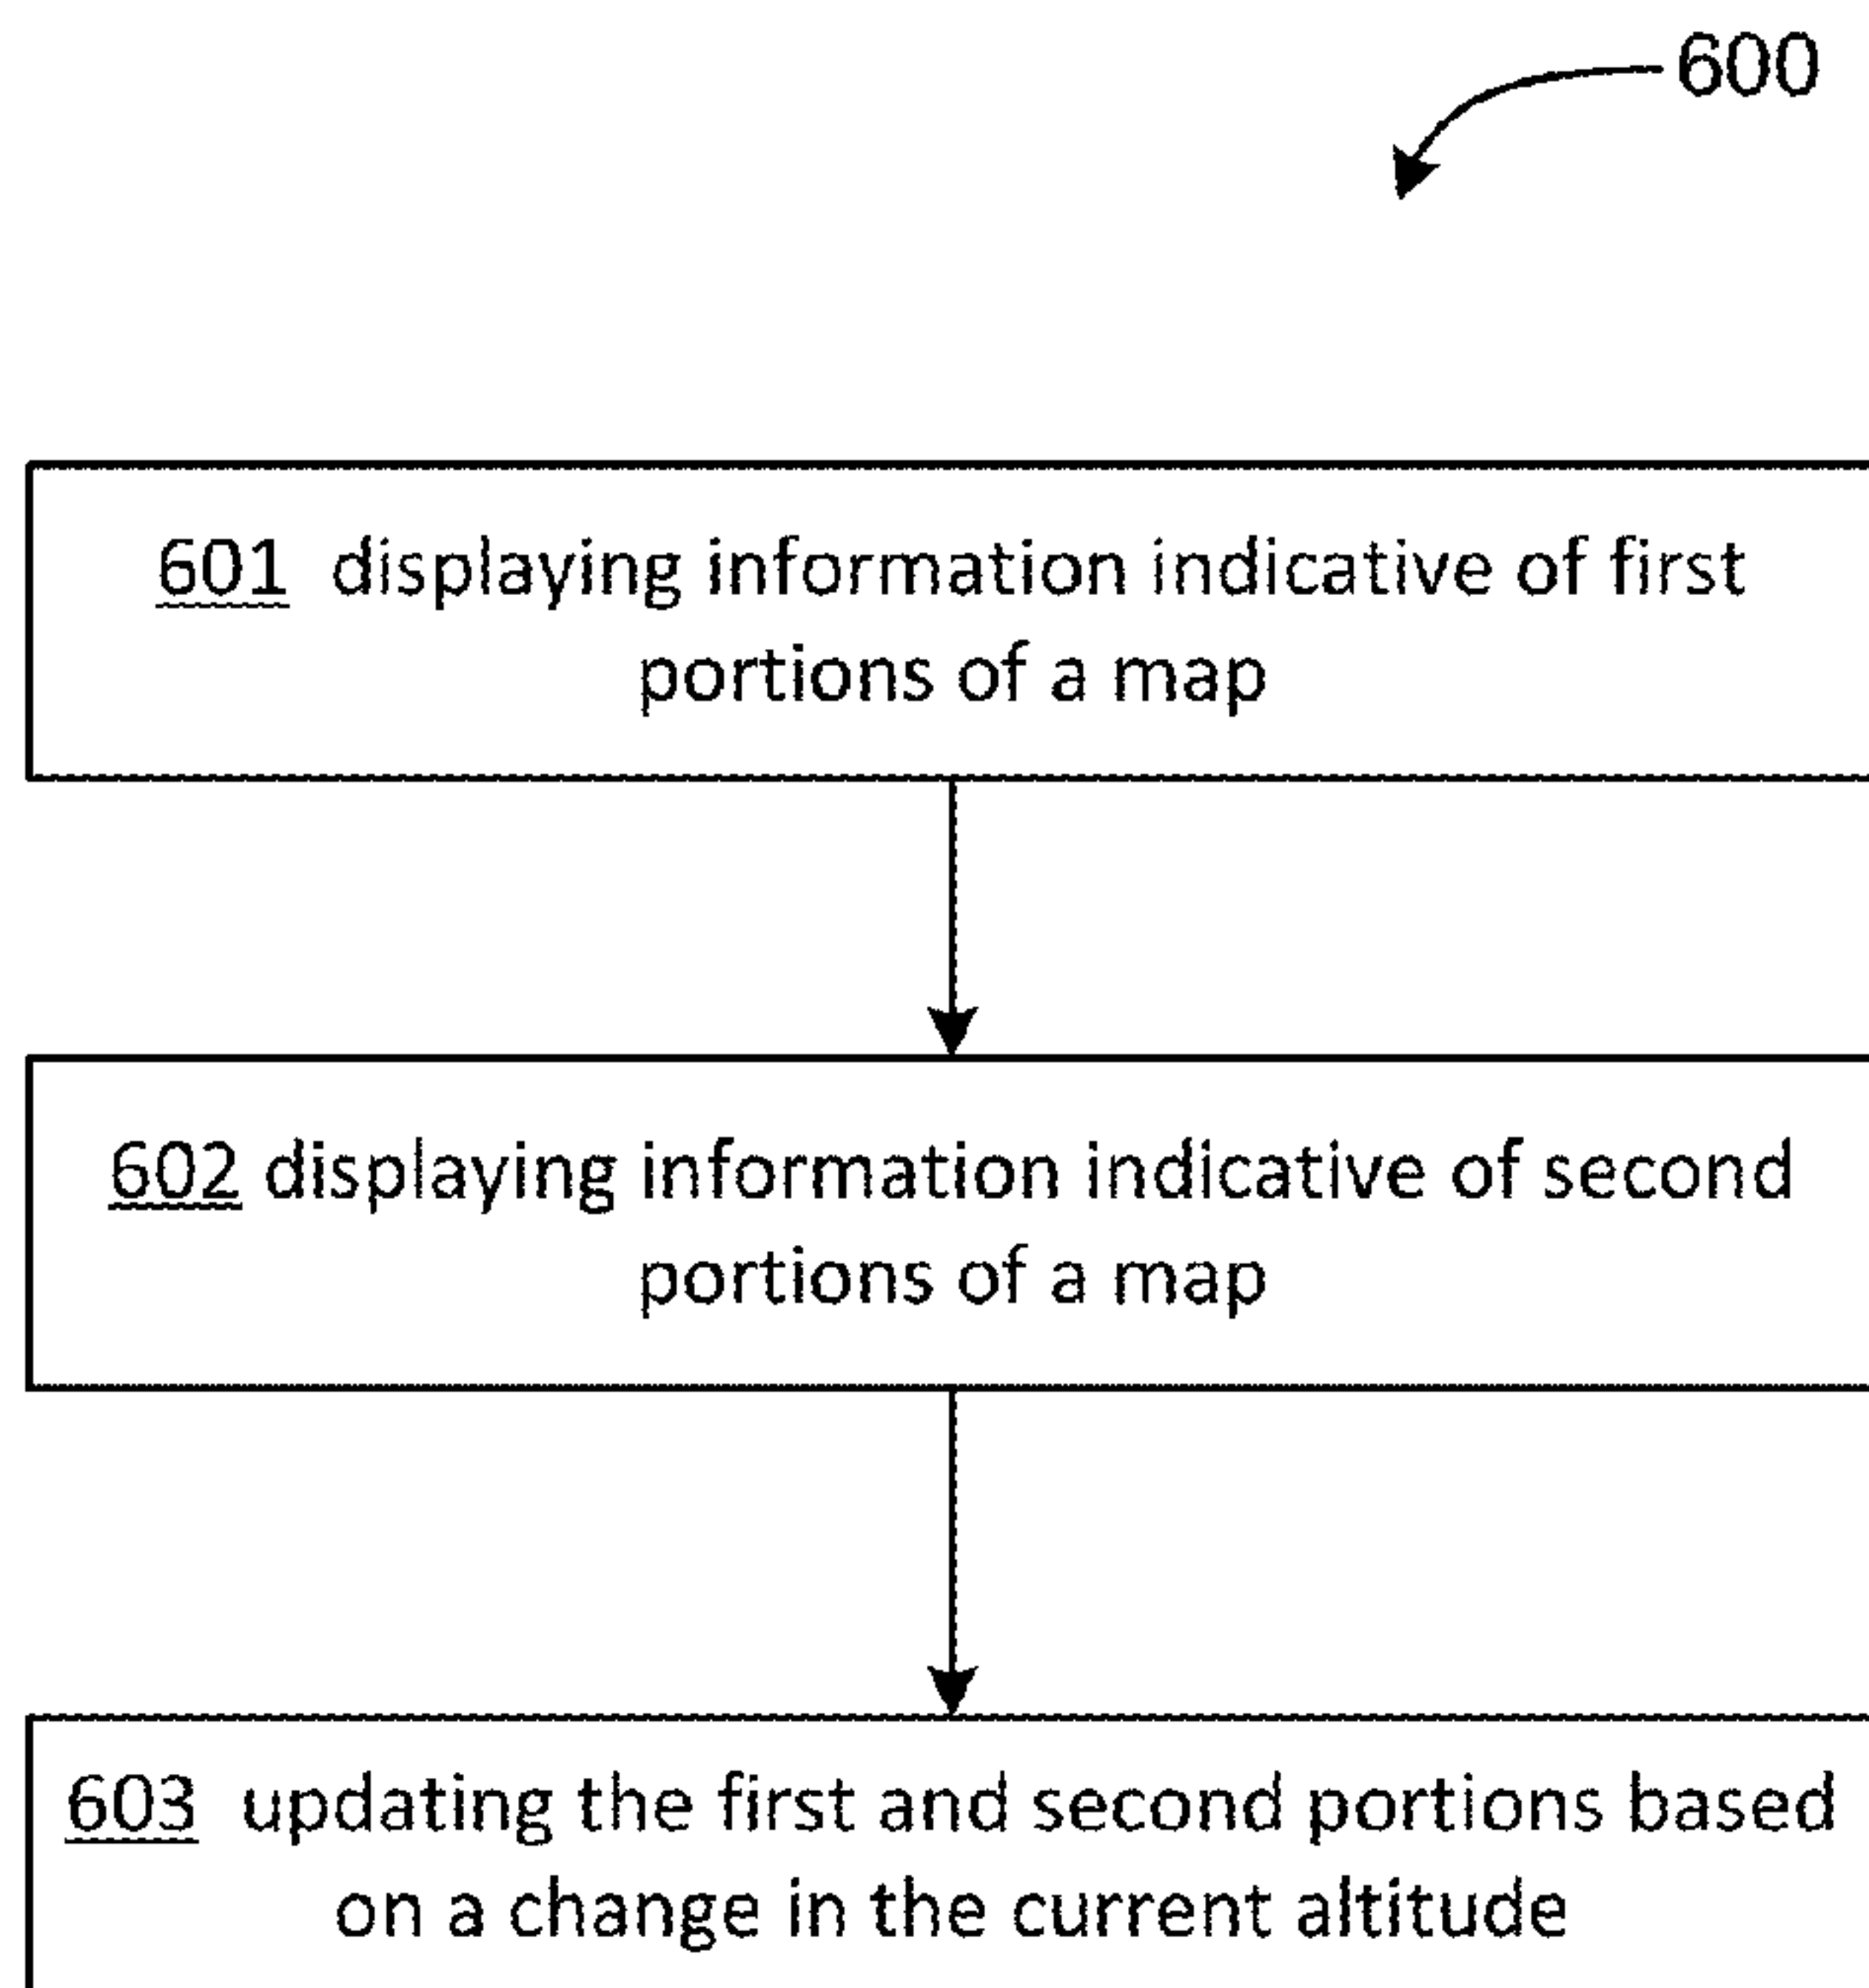 600
601 displaying information indicative of first
portions of a map
602 displaying information indicative of second
portions of a map
603 updating the first and second portions based
on a change in the current altitude